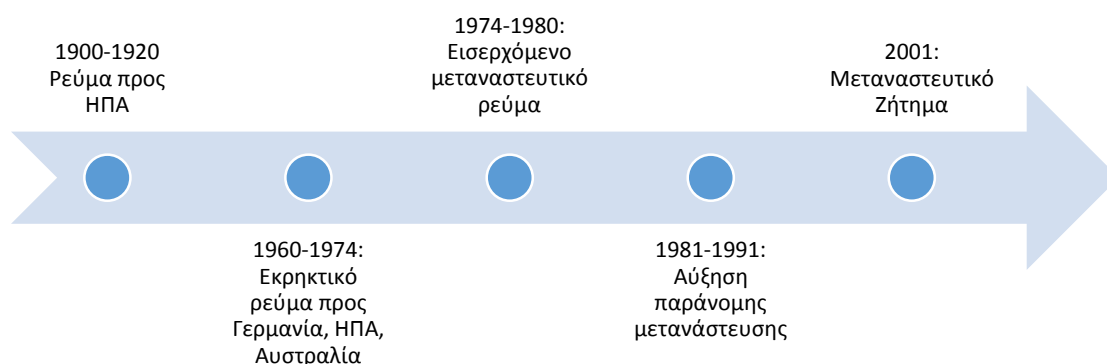 1900-1920
Ρεύμα προς
ΗΠΑ
1960-1974:
Εκρηκτικό
ρεύμα προς
Γερμανία, ΗΠΑ,
Αυστραλία
1974-1980:
Εισερχόμενο
μεταναστευτικό
ρεύμα
1981-1991:
Αύξηση
παράνομης
μετανάστευσης
2001:
Μεταναστευτικό
Ζήτημα